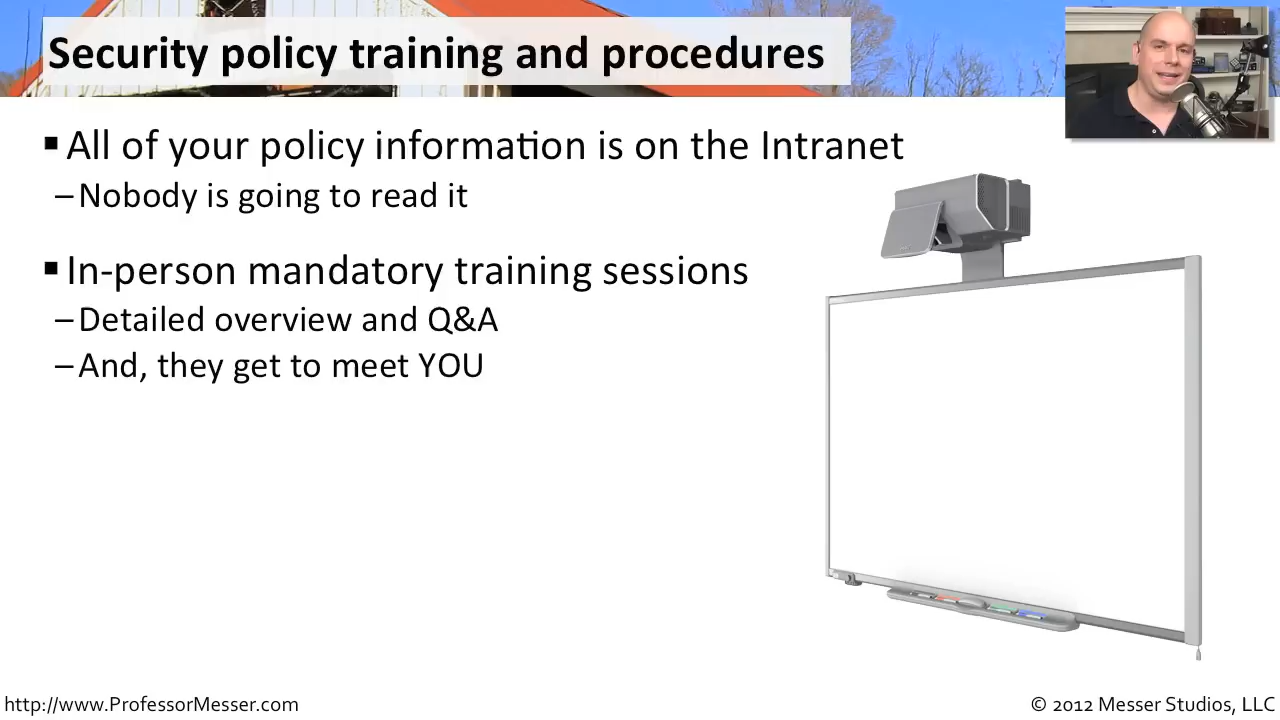 Security policy training and procedures
▪ All of your policy information is on the Intranet
– Nobody is going to read it
▪ In-person mandatory training sessions
– Detailed overview and Q&A
– And, they get to meet YOU
http://www.ProfessorMesser.com
© 2012 Messer Studios, LLC